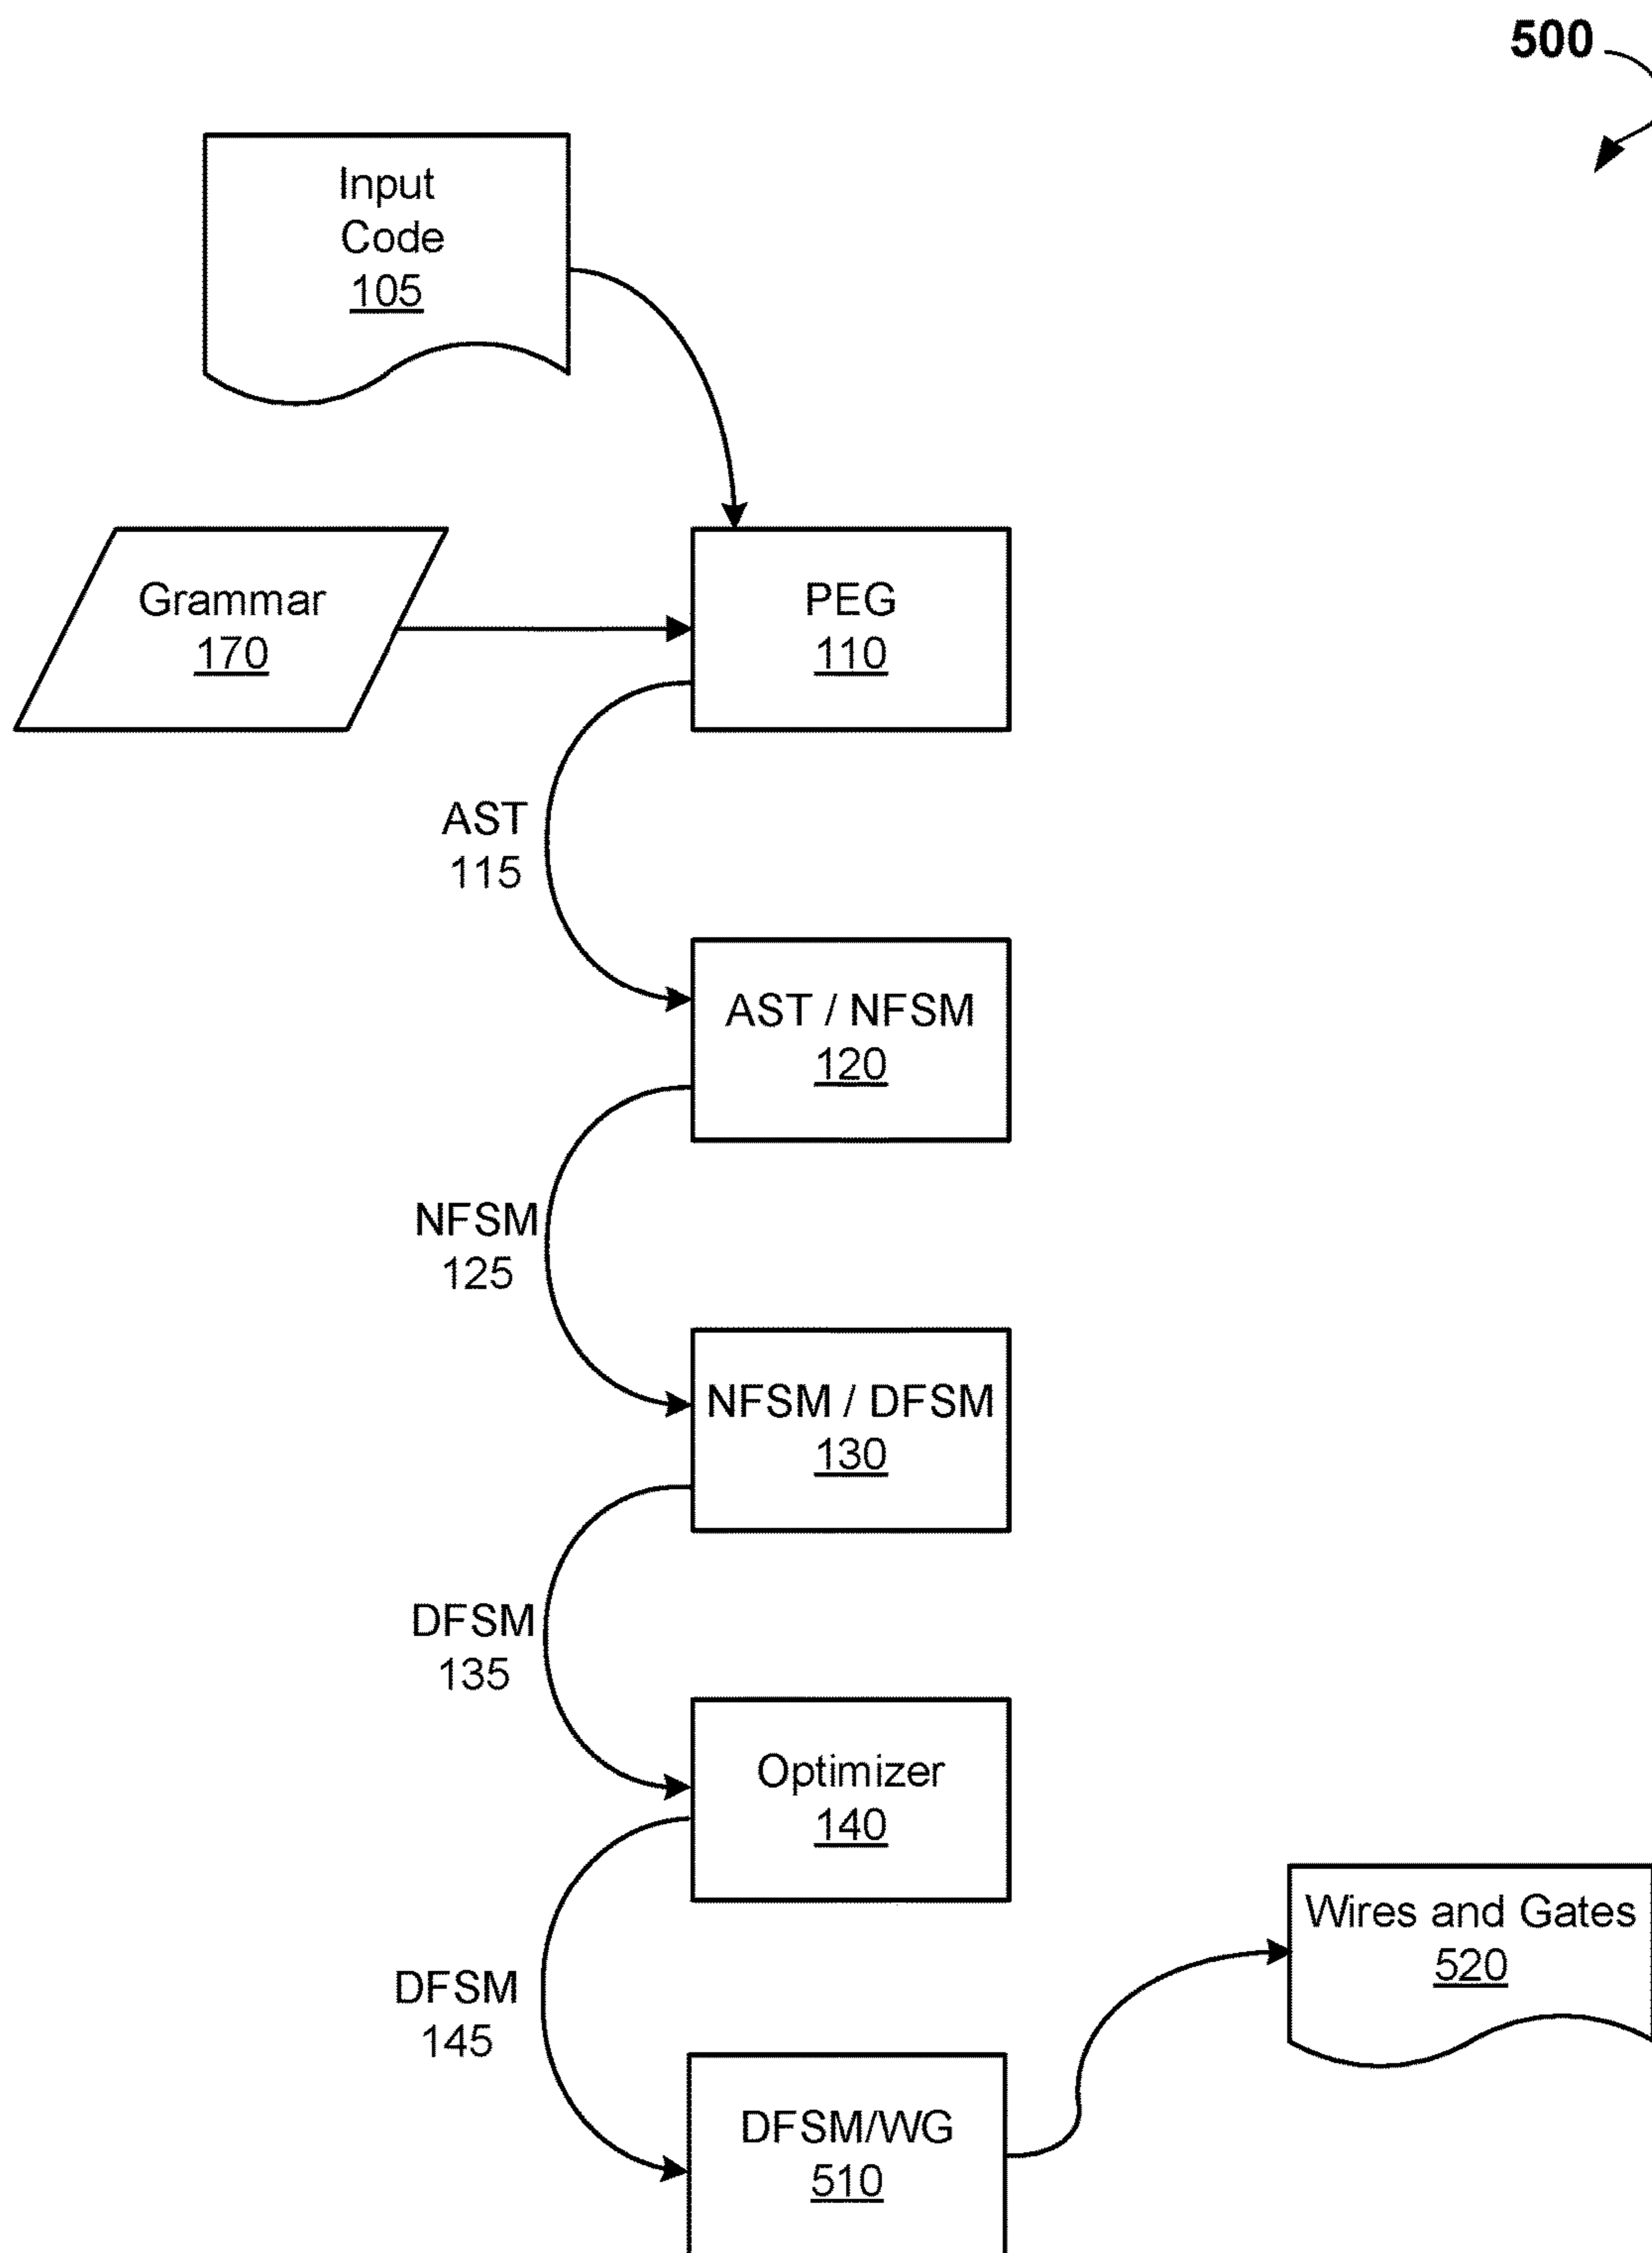 500
Input
Code
105
Grammar
170
PEG
110
AST
115
AST / NFSM
120
NFSM
125
NFSM / DFSM
130
DFSM
135
Optimizer
140
Wires and Gates
520
DFSM
145
DFSM/WG
510